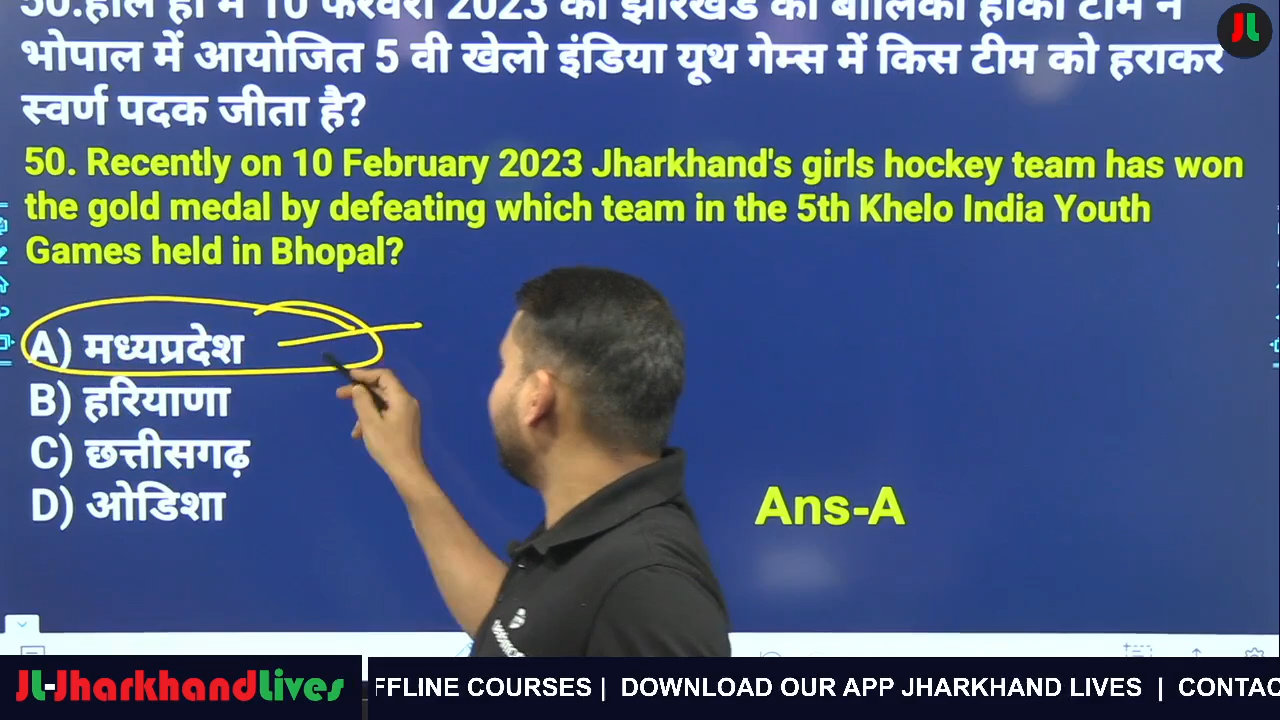 50.हाल ही में 10 फरवरी 2023 को झारखंड की बालिका हॉकी टीम ने
भोपाल में आयोजित 5 वी खेलो इंडिया यूथ गेम्स में किस टीम को हराकर
स्वर्ण पदक जीता है?
50. Recently on 10 February 2023 Jharkhand's girls hockey team has won
the gold medal by defeating which team in the 5th Khelo India Youth
Games held in Bhopal?
A) मध्यप्रदेश
B) हरियाणा
C) छत्तीसगढ़
D) ओडिशा
Ans-A
JL
JL-JharkhandLives
FFLINE COURSES | DOWNLOAD OUR APP JHARKHAND LIVES | CONTAC